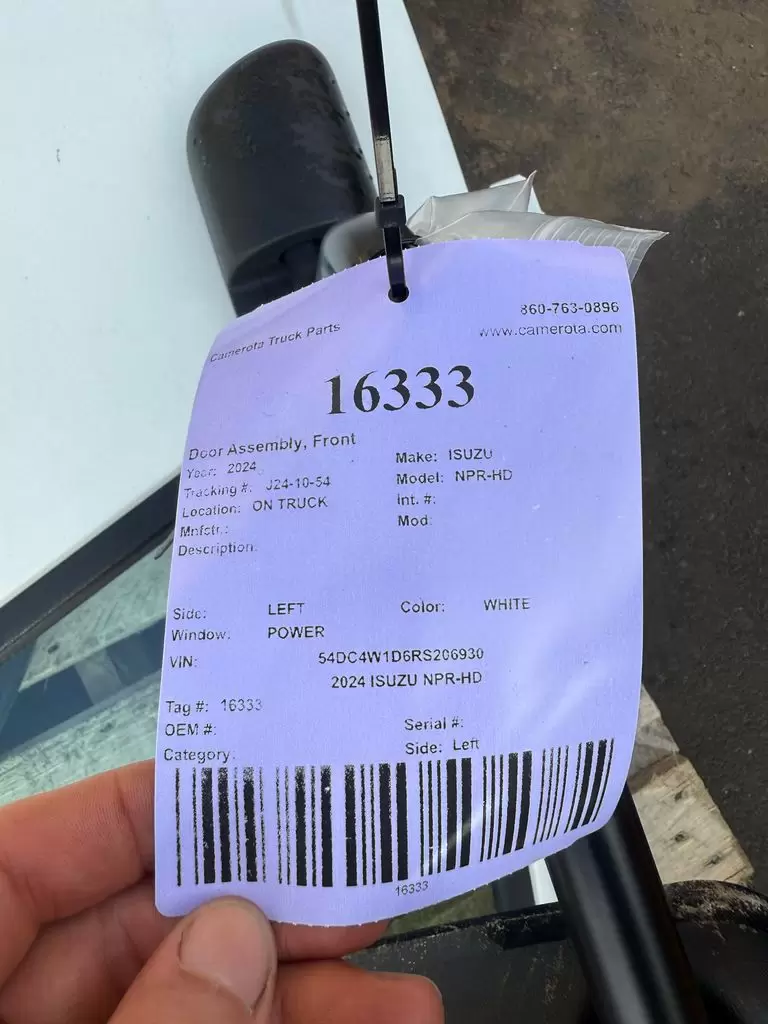 860-763-0896
Camerota Truck Parts
www.camerota.com
16333
Door Assembly, Front
Year: 2024
Make: ISUZU
Tracking #: J24-10-54
Model: NPR-HD
Location: ON TRUCK
Int. #:
Mnfctr.:
Mod:
Description:
Side: LEFT
Color: WHITE
Window: POWER
VIN: 54DC4W1D6RS206930
2024 ISUZU NPR-HD
Tag #: 16333
OEM #:
Serial #:
Category:
Side: Left
16333